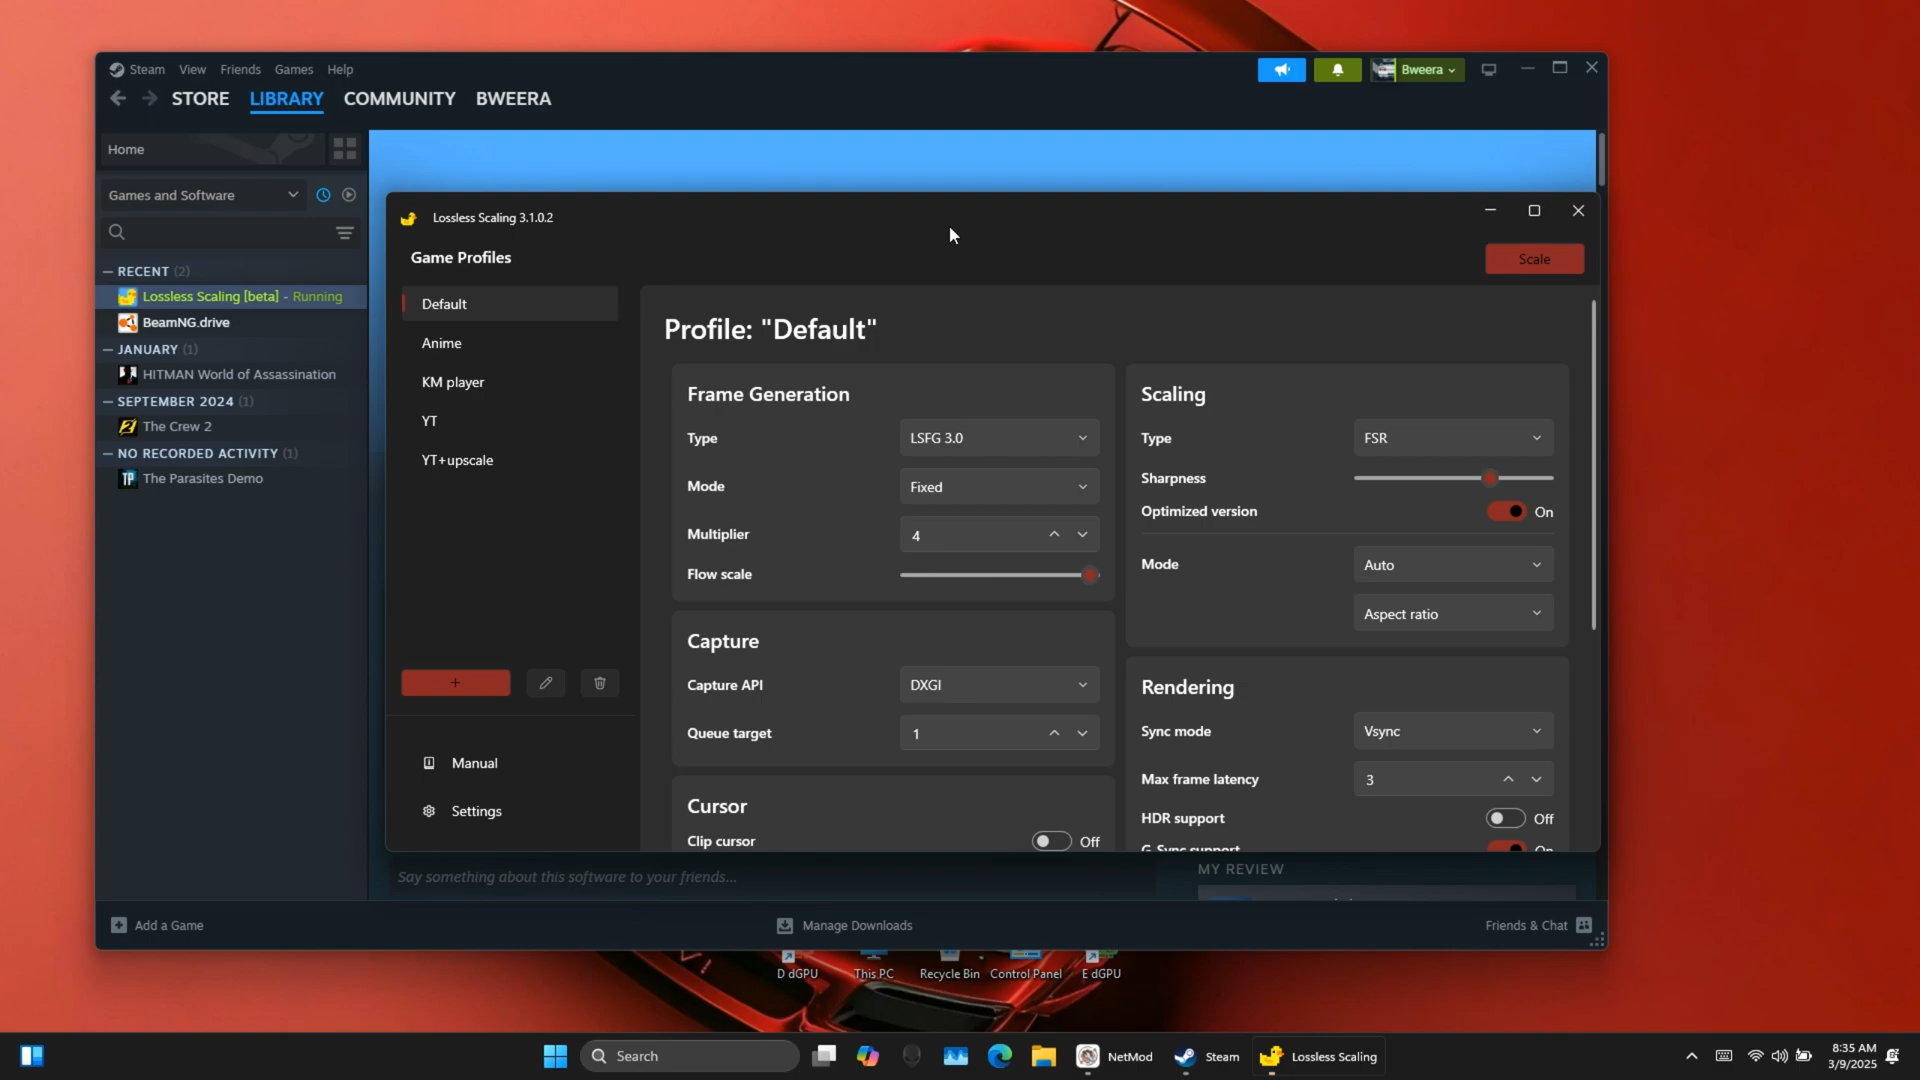 Steam View Friends Games Help
Bweera
STORE LIBRARY COMMUNITY BWEERA
Home
Games and Software
RECENT (2)
Lossless Scaling [beta] - Running
BeamNG.drive
JANUARY (1)
HITMAN World of Assassination
SEPTEMBER 2024 (1)
The Crew 2
NO RECORDED ACTIVITY (1)
TP The Parasites Demo
Lossless Scaling 3.1.0.2
Game Profiles
Scale
Default
Anime
KM player
YT
YT+upscale
+
Manual
Settings
Profile: "Default"
Frame Generation
Type LSFG 3.0
Mode Fixed
Multiplier 4
Flow scale
Capture
Capture API DXGI
Queue target 1
Cursor
Clip cursor Off
Scaling
Type FSR
Sharpness
Optimized version On
Mode Auto
Aspect ratio
Rendering
Sync mode Vsync
Max frame latency 3
HDR support Off
G-Sync support On
Say something about this software to your friends...
MY REVIEW
Add a Game
Manage Downloads
Friends & Chat
D dGPU This PC Recycle Bin Control Panel E dGPU
Search
NetMod Steam Lossless Scaling
8:35 AM
3/9/2025